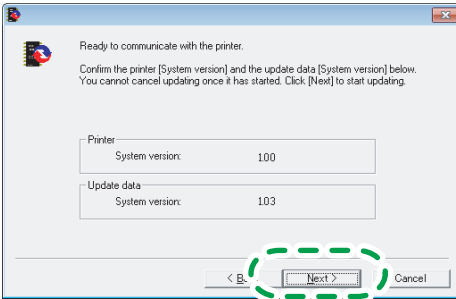 Ready to communicate with the printer.
Confirm the printer [System version] and the update data [System version] below.
You cannot cancel updating once it has started. Click [Next] to start updating.
Printer
System version: 1.00
Update data
System version: 1.03
< B
Next >
Cancel